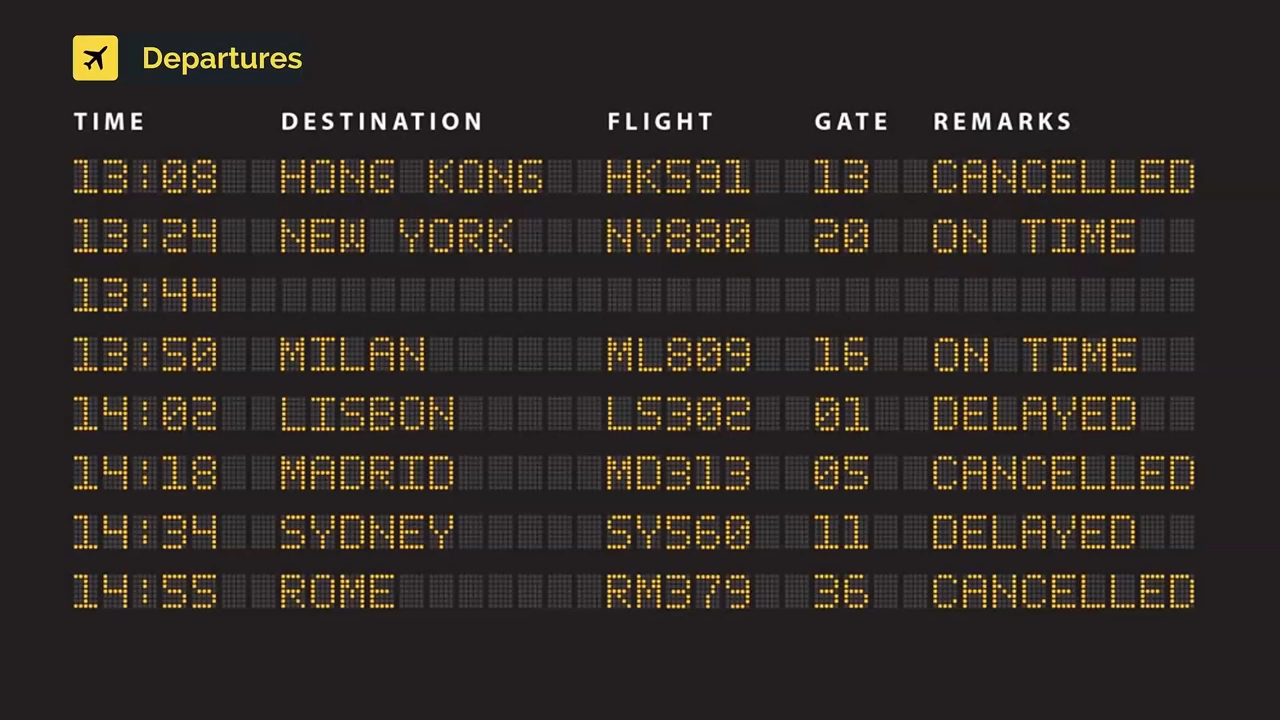 Departures
TIME DESTINATION FLIGHT GATE REMARKS
13:08 HONG KONG HK591 13 CANCELLED
13:24 NEW YORK NY880 20 ON TIME
13:44
13:50 MILAN ML809 16 ON TIME
14:02 LISBON LS302 01 DELAYED
14:18 MADRID MD313 05 CANCELLED
14:34 SYDNEY SY560 11 DELAYED
14:55 ROME RM379 36 CANCELLED